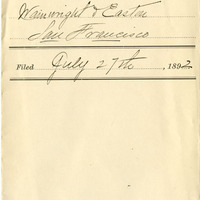 Wainwright & Easton
San Francisco
Filed July 27th, 1892